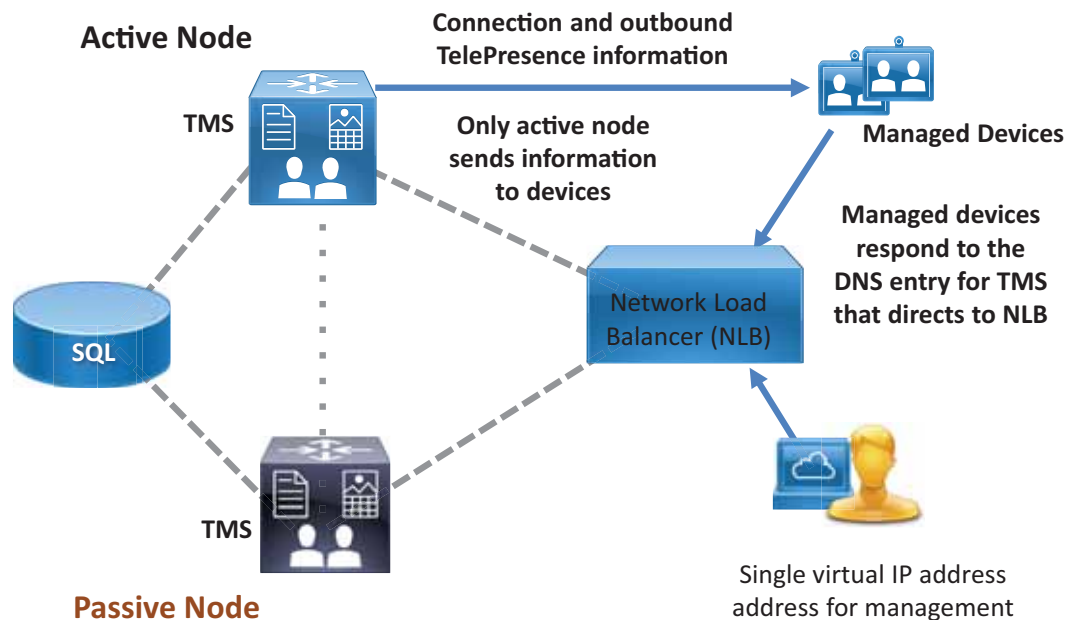 Active Node
Connection and outbound
TelePresence information
TMS
Only active node
sends information
to devices
Managed Devices
Managed devices
respond to the
DNS entry for TMS
that directs to NLB
Network Load
Balancer (NLB)
SQL
TMS
Passive Node
Single virtual IP address
address for management